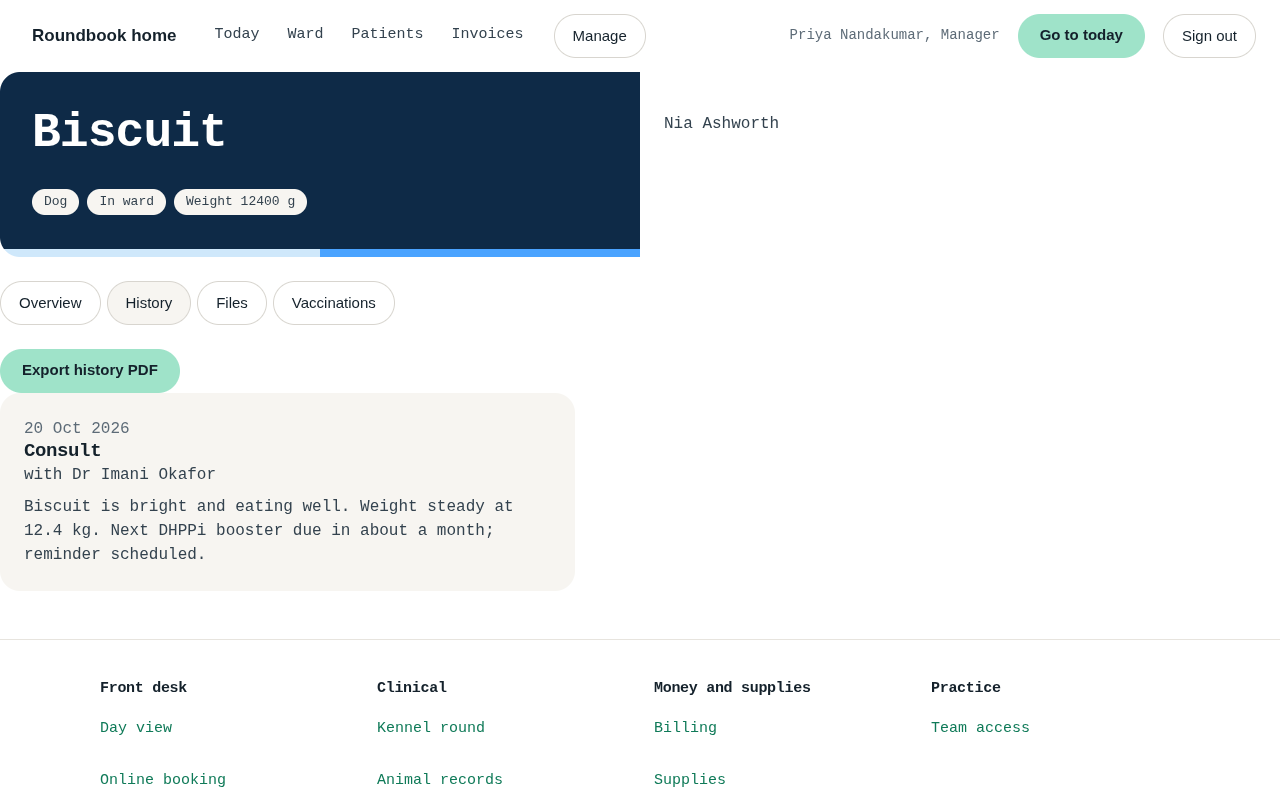 Roundbook home
Today
Ward
Patients
Invoices
Manage
Priya Nandakumar, Manager
Go to today
Sign out
Biscuit
Dog
In ward
Weight 12400 g
Nia Ashworth
Overview
History
Files
Vaccinations
Export history PDF
20 Oct 2026
Consult
with Dr Imani Okafor
Biscuit is bright and eating well. Weight steady at
12.4 kg. Next DHPPi booster due in about a month;
reminder scheduled.
Front desk
Day view
Online booking
Clinical
Kennel round
Animal records
Money and supplies
Billing
Supplies
Practice
Team access